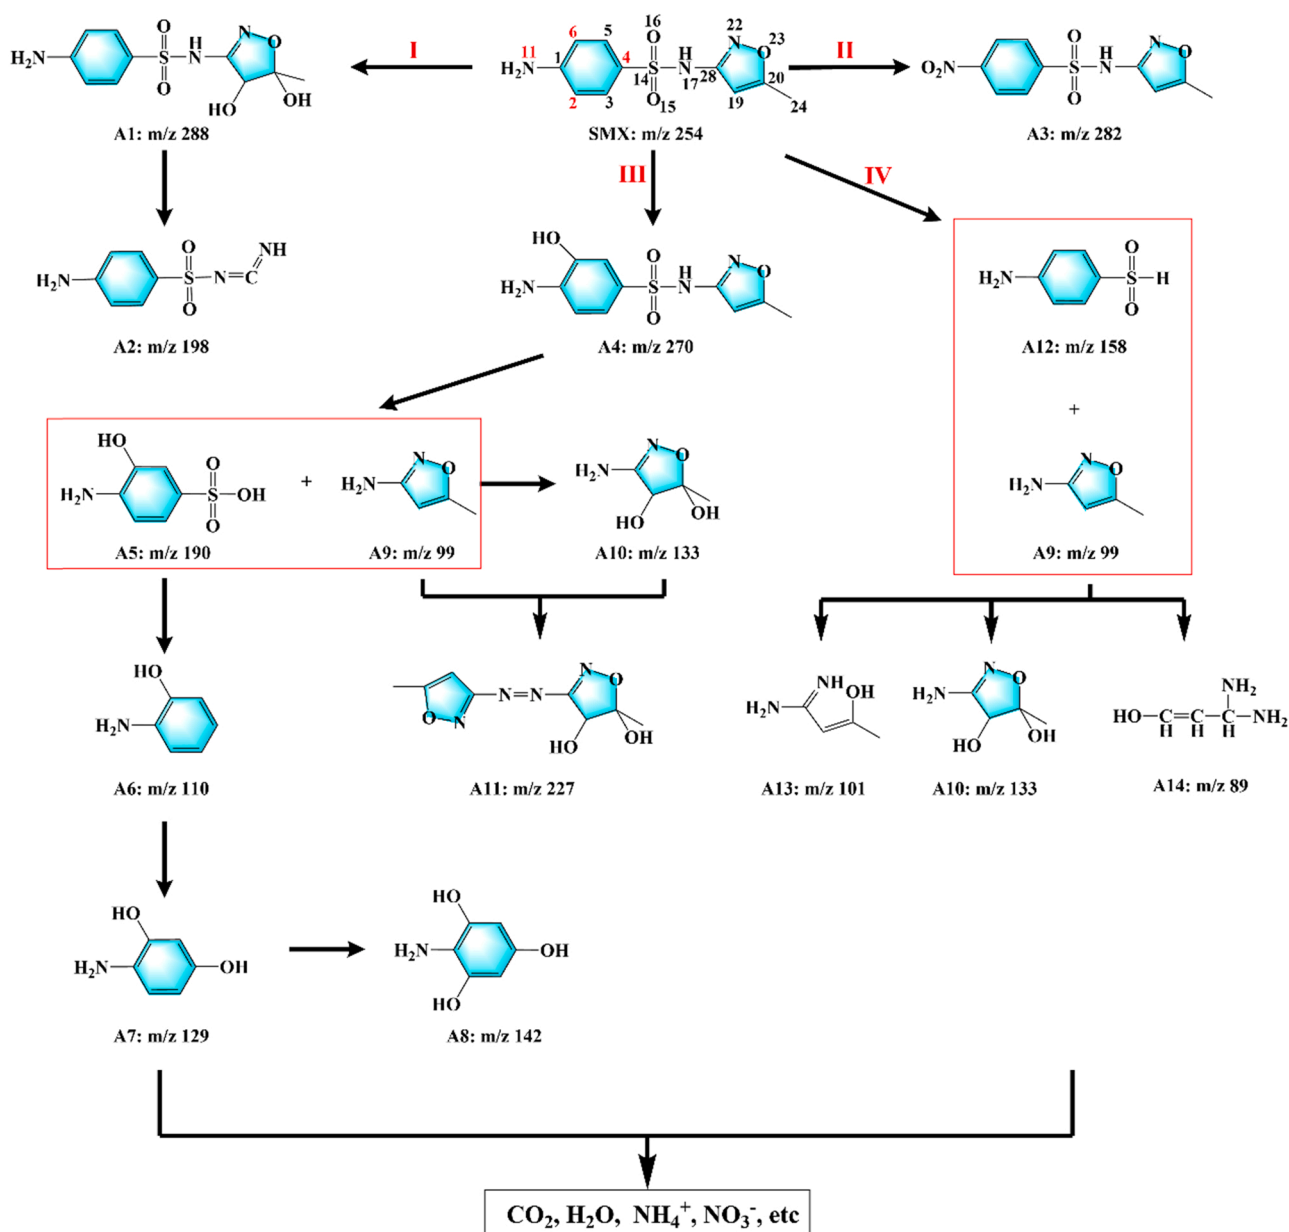 I
II
III
IV
H₂N
O
S
O
H
N
N
O
HO
OH
A1: m/z 288
11
H₂N
1
6
5
4
2
3
16
O
S
14
O
15
H
N
17
22
N
O
23
28
20
19
24
SMX: m/z 254
O₂N
O
S
O
H
N
N
O
A3: m/z 282
H₂N
O
S
O
N
C
NH
A2: m/z 198
HO
H₂N
O
S
O
H
N
N
O
A4: m/z 270
H₂N
O
S
H
O
A12: m/z 158
+
HO
H₂N
O
S
OH
O
A5: m/z 190
+
H₂N
N
O
A9: m/z 99
H₂N
N
O
HO
OH
A10: m/z 133
H₂N
N
O
A9: m/z 99
HO
H₂N
A6: m/z 110
O
N
N=N
N
O
HO
OH
A11: m/z 227
H₂N
NH
OH
A13: m/z 101
H₂N
N
O
HO
OH
A10: m/z 133
HO
C
H
C
H
C
H
NH₂
NH₂
A14: m/z 89
HO
H₂N
OH
A7: m/z 129
HO
H₂N
OH
HO
A8: m/z 142
CO₂, H₂O, NH₄⁺, NO₃⁻, etc